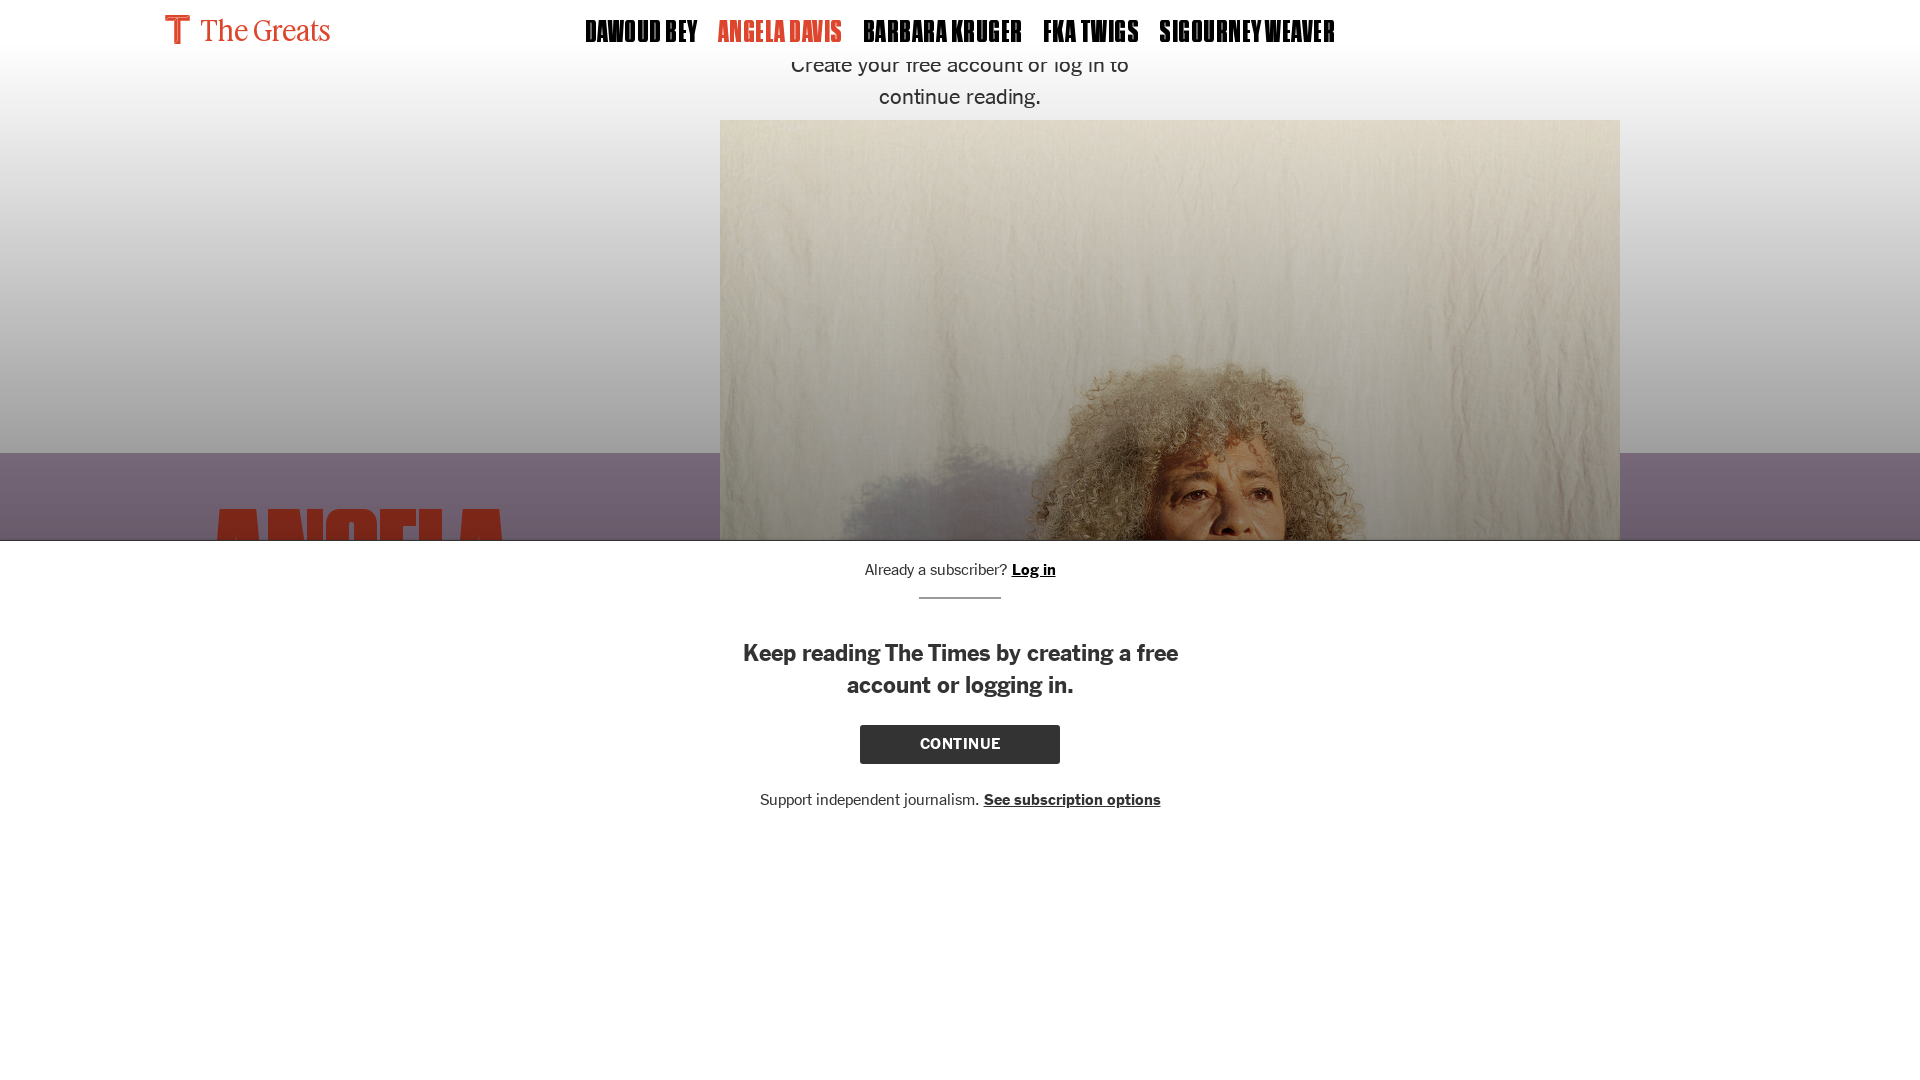 T The Greats
DAWOUD BEY ANGELA DAVIS BARBARA KRUGER FKA TWIGS SIGOURNEY WEAVER
Create your free account or log in to
continue reading.
ANGELA
Already a subscriber? Log in
Keep reading The Times by creating a free
account or logging in.
CONTINUE
Support independent journalism. See subscription options